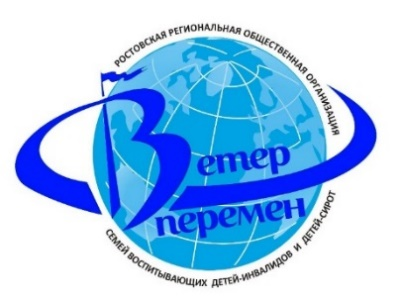 РОСТОВСКАЯ РЕГИОНАЛЬНАЯ ОБЩЕСТВЕННАЯ ОРГАНИЗАЦИЯ
Ветер
перемен
СЕМЕЙ ВОСПИТЫВАЮЩИХ ДЕТЕЙ-ИНВАЛИДОВ И ДЕТЕЙ-СИРОТ